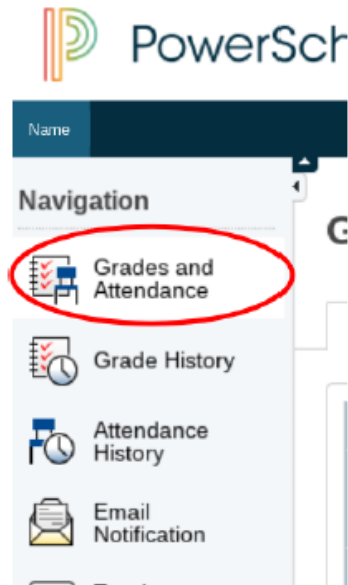 PowerSch
Name
Navigation
G
Grades and
Attendance
Grade History
Attendance
History
Email
Notification